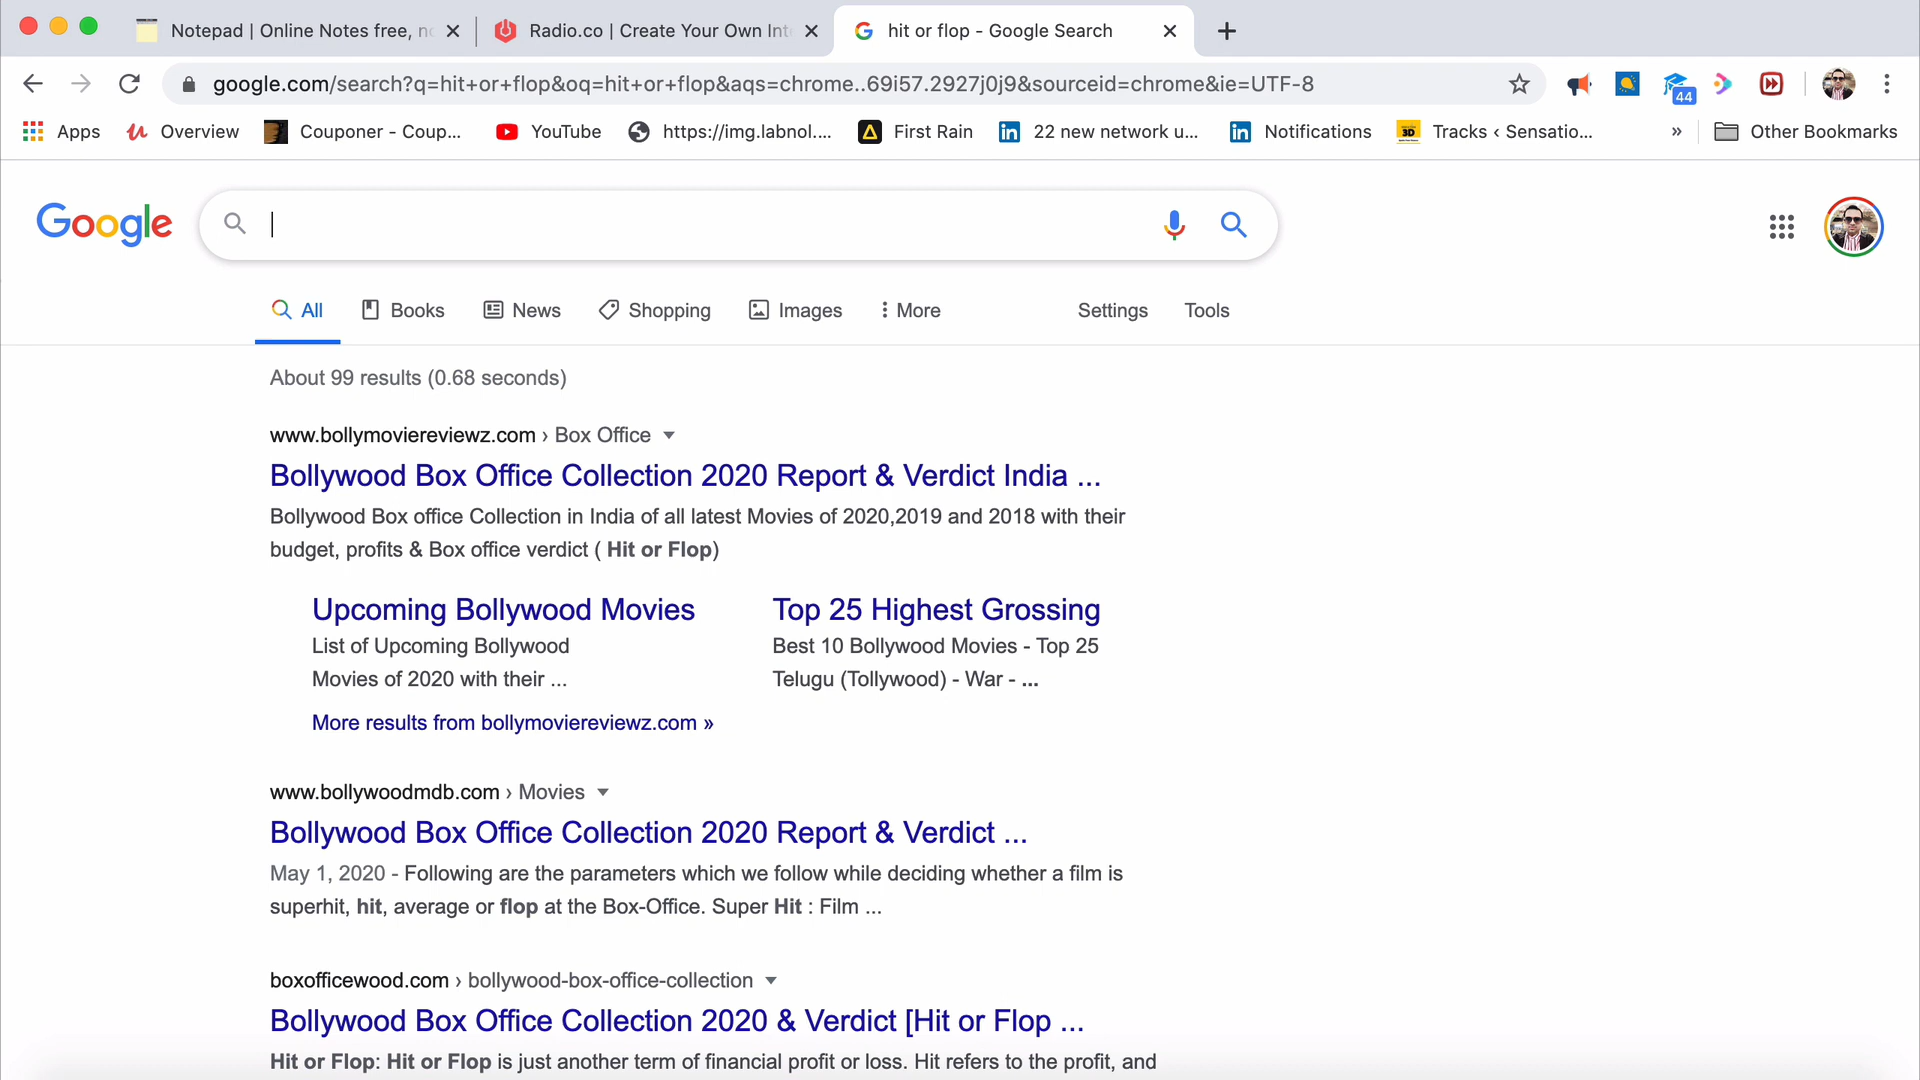 Notepad | Online Notes free, no
Radio.co | Create Your Own Inte
hit or flop - Google Search
google.com/search?q=hit+or+flop&oq=hit+or+flop&aqs=chrome..69i57.2927j0j9&sourceid=chrome&ie=UTF-8
44
Apps
Overview
Couponer - Coup...
YouTube
https://img.labnol....
First Rain
22 new network u...
Notifications
3D
Tracks ‹ Sensatio...
»
Other Bookmarks
Google
All
Books
News
Shopping
Images
More
Settings
Tools
About 99 results (0.68 seconds)
www.bollymoviereviewz.com › Box Office
Bollywood Box Office Collection 2020 Report & Verdict India ...
Bollywood Box office Collection in India of all latest Movies of 2020,2019 and 2018 with their
budget, profits & Box office verdict ( Hit or Flop)
Upcoming Bollywood Movies
List of Upcoming Bollywood
Movies of 2020 with their ...
Top 25 Highest Grossing
Best 10 Bollywood Movies - Top 25
Telugu (Tollywood) - War - ...
More results from bollymoviereviewz.com »
www.bollywoodmdb.com › Movies
Bollywood Box Office Collection 2020 Report & Verdict ...
May 1, 2020 - Following are the parameters which we follow while deciding whether a film is
superhit, hit, average or flop at the Box-Office. Super Hit : Film ...
boxofficewood.com › bollywood-box-office-collection
Bollywood Box Office Collection 2020 & Verdict [Hit or Flop ...
Hit or Flop: Hit or Flop is just another term of financial profit or loss. Hit refers to the profit, and